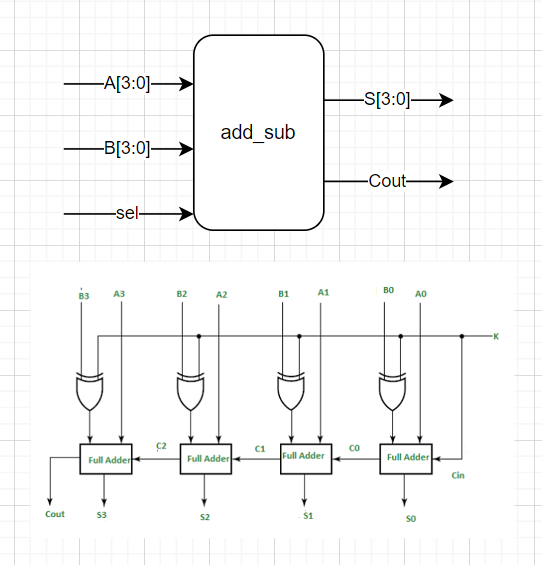 A[3:0]
S[3:0]
add_sub
B[3:0]
Cout
sel
B3 A3 B2 A2 B1 A1 B0 A0
K
C2 C1 C0
Full Adder Full Adder Full Adder Full Adder
Cin
Cout S3 S2 S1 S0